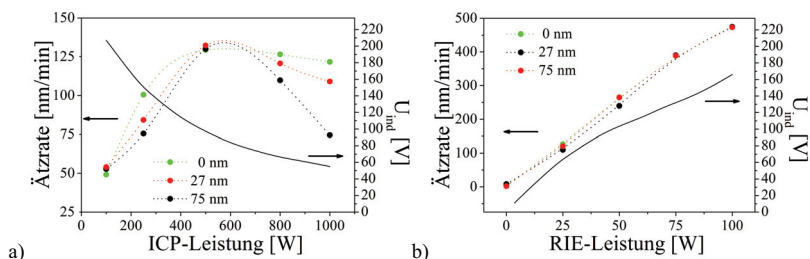 150
125
100
75
50
25
Ätzrate [nm/min]
0 nm
27 nm
75 nm
220
200
180
160
140
120
100
80
60
40
20
0
U_ind [V]
0 200 400 600 800 1000
ICP-Leistung [W]
a)
500
400
300
200
100
0
Ätzrate [nm/min]
0 nm
27 nm
75 nm
220
200
180
160
140
120
100
80
60
40
20
0
U_ind [V]
0 25 50 75 100
RIE-Leistung [W]
b)